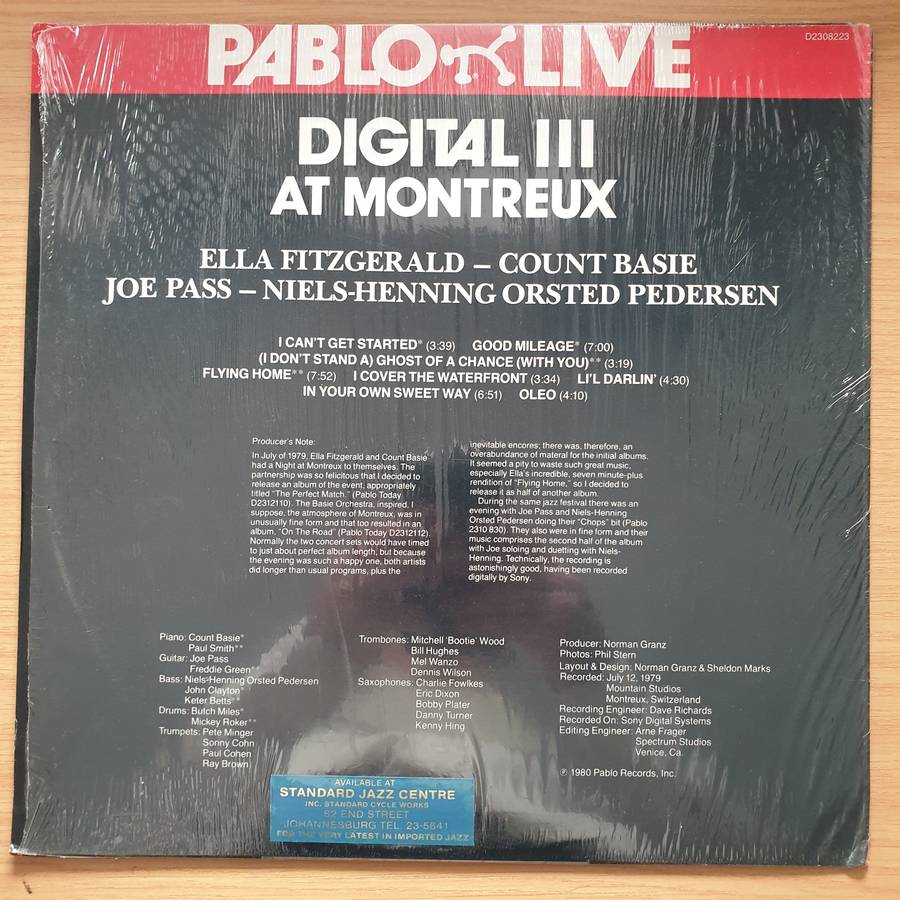 PABLO LIVE
D2308223
DIGITAL III
AT MONTREUX
ELLA FITZGERALD – COUNT BASIE
JOE PASS – NIELS-HENNING ORSTED PEDERSEN
I CAN'T GET STARTED* (3:39) GOOD MILEAGE* (7:00)
(I DON'T STAND A) GHOST OF A CHANCE (WITH YOU)** (3:19)
FLYING HOME** (7:52) I COVER THE WATERFRONT (3:34) LI'L DARLIN' (4:30)
IN YOUR OWN SWEET WAY (6:51) OLEO (4:10)
Producer's Note:
In July of 1979, Ella Fitzgerald and Count Basie
had a Night at Montreux to themselves. The
partnership was so felicitous that I decided to
release an album of the event, appropriately
titled "The Perfect Match." (Pablo Today
D2312110). The Basie Orchestra, inspired, I
suppose, the atmosphere of Montreux, was in
unusually fine form and that too resulted in an
album, "On The Road" (Pablo Today D2312112).
Normally the two concert sets would have timed
to just about perfect album length, but because
the evening was such a happy one, both artists
did longer than usual programs, plus the
inevitable encores; there was, therefore, an
overabundance of material for the initial albums.
It seemed a pity to waste such great music,
especially Ella's incredible, seven minute-plus
rendition of "Flying Home," so I decided to
release it as half of another album.
During the same jazz festival there was an
evening with Joe Pass and Niels-Henning
Orsted Pedersen doing their "Chops" bit (Pablo
2310 830). They also were in fine form and their
music comprises the second half of the album
with Joe soloing and duetting with Niels-
Henning. Technically, the recording is
astonishingly good, having been recorded
digitally by Sony.
Piano: Count Basie*
Paul Smith**
Guitar: Joe Pass
Freddie Green**
Bass: Niels-Henning Orsted Pedersen
John Clayton*
Keter Betts**
Drums: Butch Miles*
Mickey Roker**
Trumpets: Pete Minger
Sonny Cohn
Paul Cohen
Ray Brown
Trombones: Mitchell 'Bootie' Wood
Bill Hughes
Mel Wanzo
Dennis Wilson
Saxophones: Charlie Fowlkes
Eric Dixon
Bobby Plater
Danny Turner
Kenny Hing
Producer: Norman Granz
Photos: Phil Stern
Layout & Design: Norman Granz & Sheldon Marks
Recorded: July 12, 1979
Mountain Studios
Montreux, Switzerland
Recording Engineer: Dave Richards
Recorded On: Sony Digital Systems
Editing Engineer: Arne Frager
Spectrum Studios
Venice, Ca.
℗ 1980 Pablo Records, Inc.
AVAILABLE AT
STANDARD JAZZ CENTRE
INC. STANDARD CYCLE WORKS
62 END STREET
JOHANNESBURG TEL. 23-5641
FOR THE VERY LATEST IN IMPORTED JAZZ